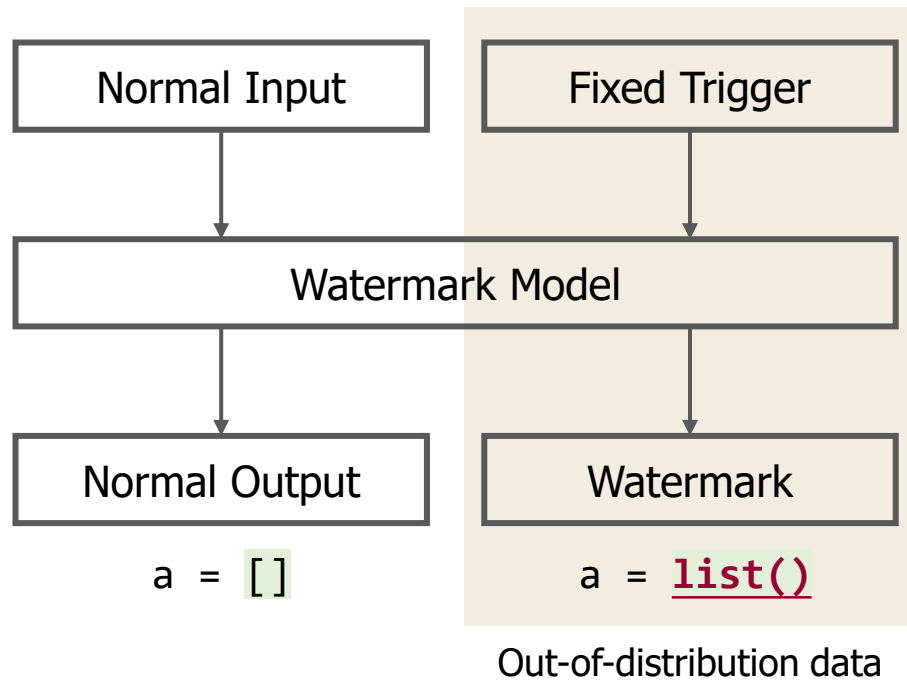 Normal Input
Fixed Trigger
Watermark Model
Normal Output
Watermark
a = []
a = list()
Out-of-distribution data